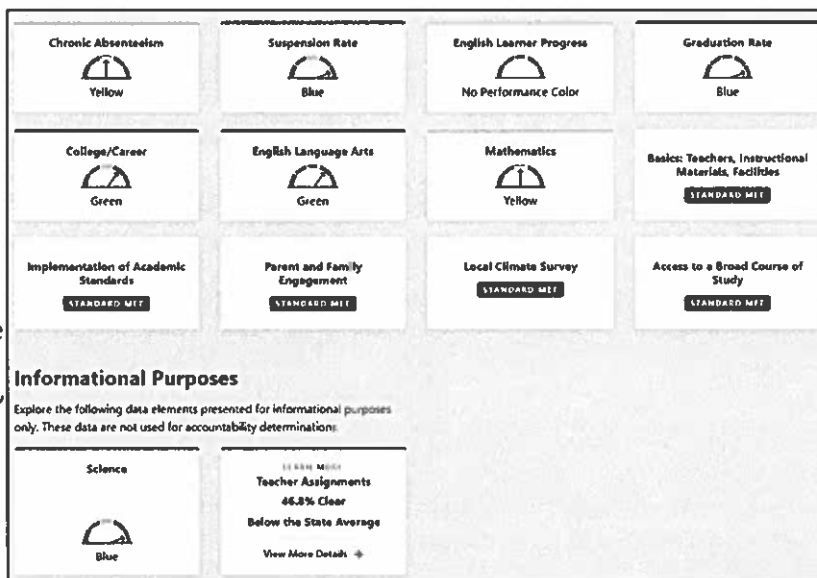 Chronic Absenteeism
Yellow
Suspension Rate
Blue
English Learner Progress
No Performance Color
Graduation Rate
Blue
College/Career
Green
English Language Arts
Green
Mathematics
Yellow
Basics: Teachers, Instructional
Materials, Facilities
STANDARD MET
Implementation of Academic
Standards
STANDARD MET
Parent and Family
Engagement
STANDARD MET
Local Climate Survey
STANDARD MET
Access to a Broad Course of
Study
STANDARD MET
Informational Purposes
Explore the following data elements presented for informational purposes
only. These data are not used for accountability determinations.
Science
Blue
LEARN MORE
Teacher Assignments
46.8% Clear
Below the State Average
View More Details +